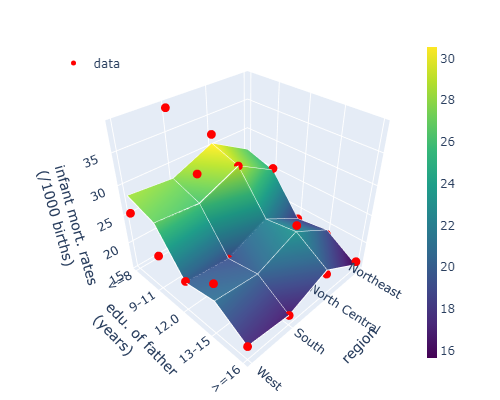 data
30
28
26
24
22
20
18
16
35
30
25
20
15
infant mort. rates
(/1000 births)
<=8
9–11
12.0
13–15
>=16
edu. of father
(years)
West
South
North Central
Northeast
region